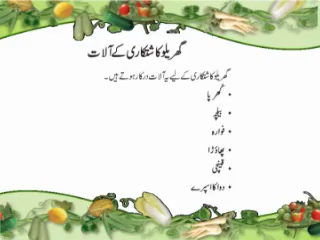 گھریلو کاشتکاری کے آلات
گھریلو کاشتکاری کے لیے یہ آلات درکار ہوتے ہیں۔
• کھرپا
• بیلچہ
• فوارہ
• پھاؤڑا
• قینچی
• دوا کا اسپرے